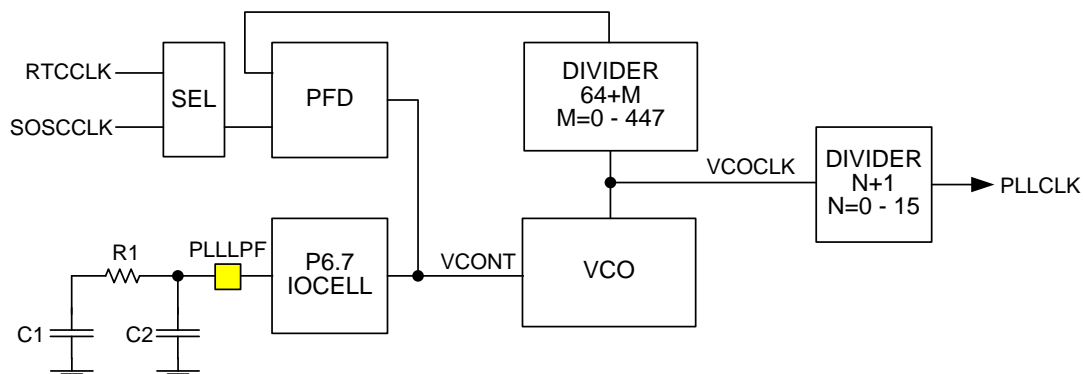 RTCCLK
SOSCCLK
SEL
PFD
DIVIDER
64+M
M=0 - 447
VCOCLK
DIVIDER
N+1
N=0 - 15
PLLCLK
R1
PLLLPF
P6.7
IOCELL
VCONT
VCO
C1
C2